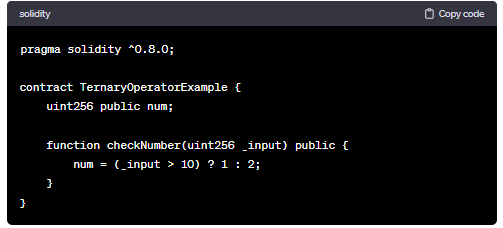 solidity
Copy code
pragma solidity ^0.8.0;
contract TernaryOperatorExample {
uint256 public num;
function checkNumber(uint256 _input) public {
num = (_input > 10) ? 1 : 2;
}
}